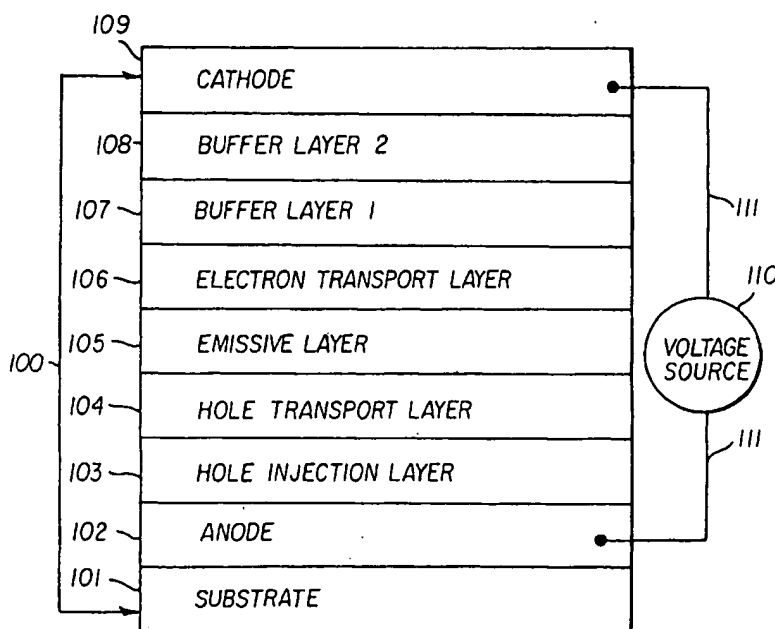 109
CATHODE
108
BUFFER LAYER 2
107
BUFFER LAYER 1
111
106
ELECTRON TRANSPORT LAYER
110
105
EMISSIVE LAYER
VOLTAGE
SOURCE
100
104
HOLE TRANSPORT LAYER
103
HOLE INJECTION LAYER
111
102
ANODE
101
SUBSTRATE